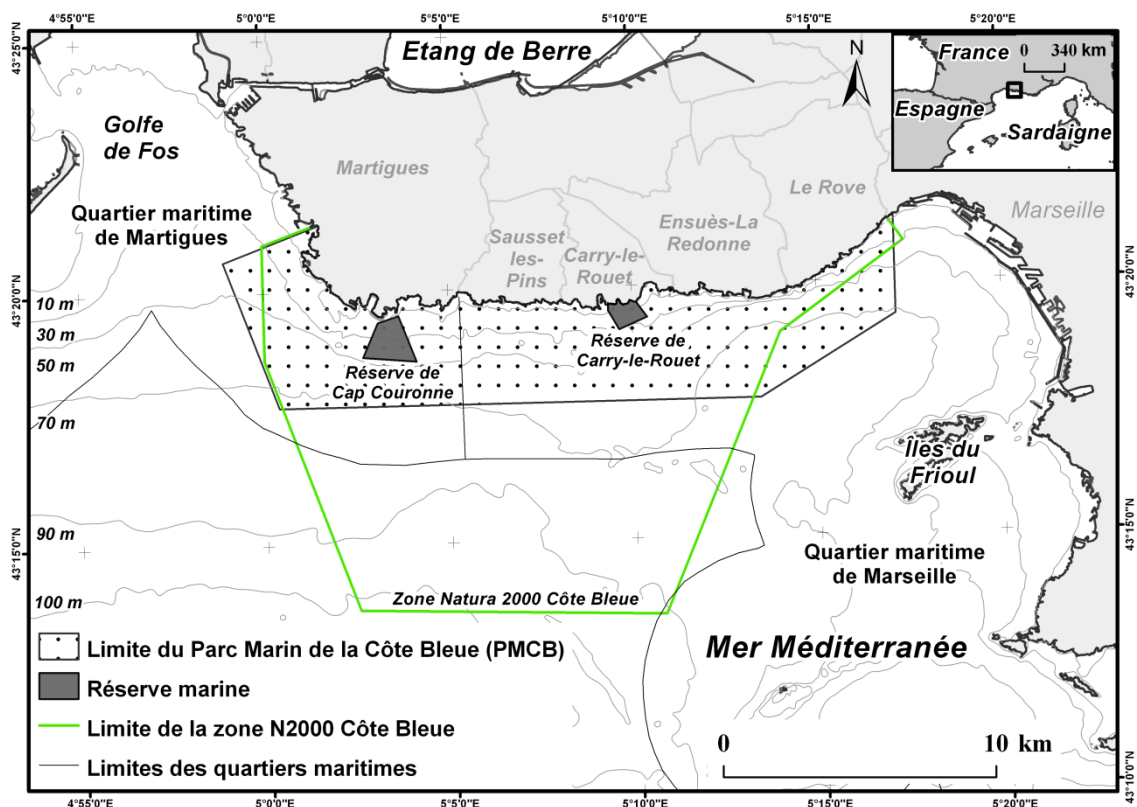 4°55'0"E
5°0'0"E
5°5'0"E
5°10'0"E
5°15'0"E
5°20'0"E
43°25'0"N
43°20'0"N
43°15'0"N
43°25'0"N
43°20'0"N
43°15'0"N
43°10'0"N
Etang de Berre
N
France
0 340 km
Espagne
Sardaigne
Golfe
de Fos
Martigues
Le Rove
Marseille
Quartier maritime
de Martigues
Sausset
les-
Pins
Carry-le-
Rouet
Ensuès-La
Redonne
10 m
30 m
50 m
70 m
90 m
100 m
Réserve de
Cap Couronne
Réserve de
Carry-le-Rouet
Îles du
Frioul
Quartier maritime
de Marseille
Zone Natura 2000 Côte Bleue
Mer Méditerranée
Limite du Parc Marin de la Côte Bleue (PMCB)
Réserve marine
Limite de la zone N2000 Côte Bleue
Limites des quartiers maritimes
0 10 km
4°55'0"E
5°0'0"E
5°5'0"E
5°10'0"E
5°15'0"E
5°20'0"E